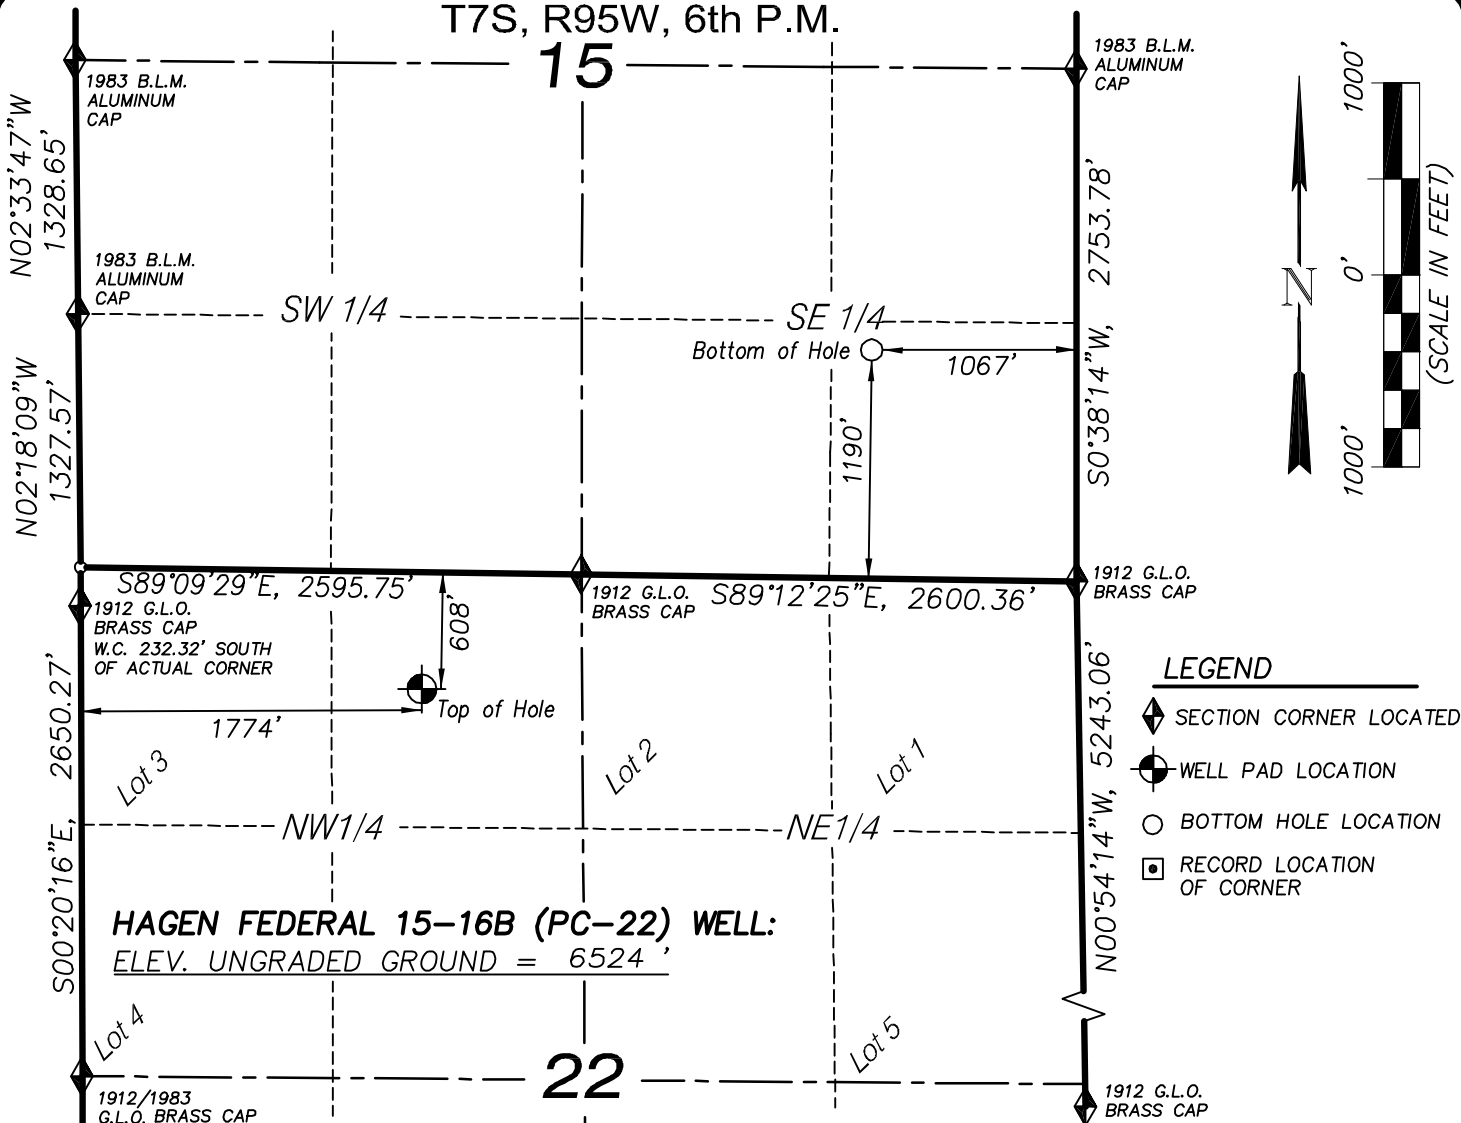 T7S, R95W, 6th P.M.
15
1983 B.L.M.
ALUMINUM
CAP
1983 B.L.M.
ALUMINUM
CAP
N02°33'47"W
1328.65'
1983 B.L.M.
ALUMINUM
CAP
SW 1/4
SE 1/4
Bottom of Hole
1067'
1190'
S0°38'14"W, 2753.78'
N02°18'09"W
1327.57'
1000'
0'
1000'
(SCALE IN FEET)
N
S89°09'29"E, 2595.75'
1912 G.L.O.
BRASS CAP
S89°12'25"E, 2600.36'
1912 G.L.O.
BRASS CAP
1912 G.L.O.
BRASS CAP
W.C. 232.32' SOUTH
OF ACTUAL CORNER
608'
Top of Hole
1774'
S00°20'16"E, 2650.27'
N00°54'14"W, 5243.06'
Lot 3
Lot 2
Lot 1
NW1/4
NE1/4
LEGEND
SECTION CORNER LOCATED
WELL PAD LOCATION
BOTTOM HOLE LOCATION
RECORD LOCATION
OF CORNER
HAGEN FEDERAL 15-16B (PC-22) WELL:
ELEV. UNGRADED GROUND = 6524 '
Lot 4
Lot 5
22
1912/1983
G.L.O. BRASS CAP
1912 G.L.O.
BRASS CAP